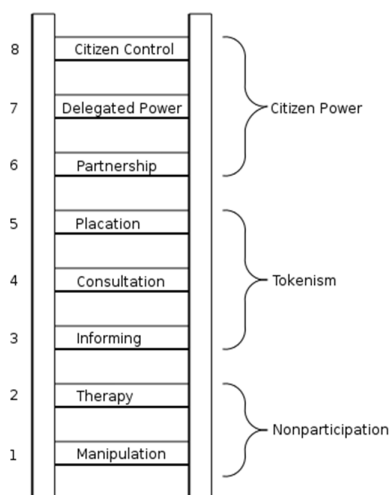 8 Citizen Control
7 Delegated Power
Citizen Power
6 Partnership
5 Placation
4 Consultation
Tokenism
3 Informing
2 Therapy
Nonparticipation
1 Manipulation